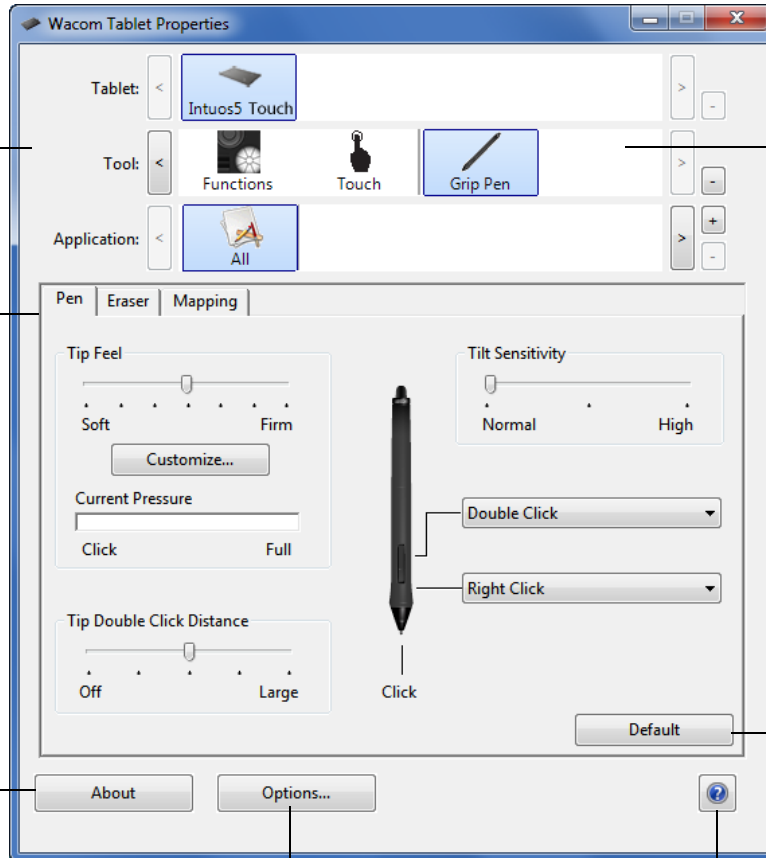 Wacom Tablet Properties
Tablet:
<
Intuos5 Touch
>
-
Tool:
<
Functions
Touch
Grip Pen
>
-
Application:
<
All
>
+
-
Pen
Eraser
Mapping
Tip Feel
Soft
Firm
Customize...
Current Pressure
Click
Full
Tip Double Click Distance
Off
Large
Tilt Sensitivity
Normal
High
Double Click
Right Click
Click
Default
About
Options...
?